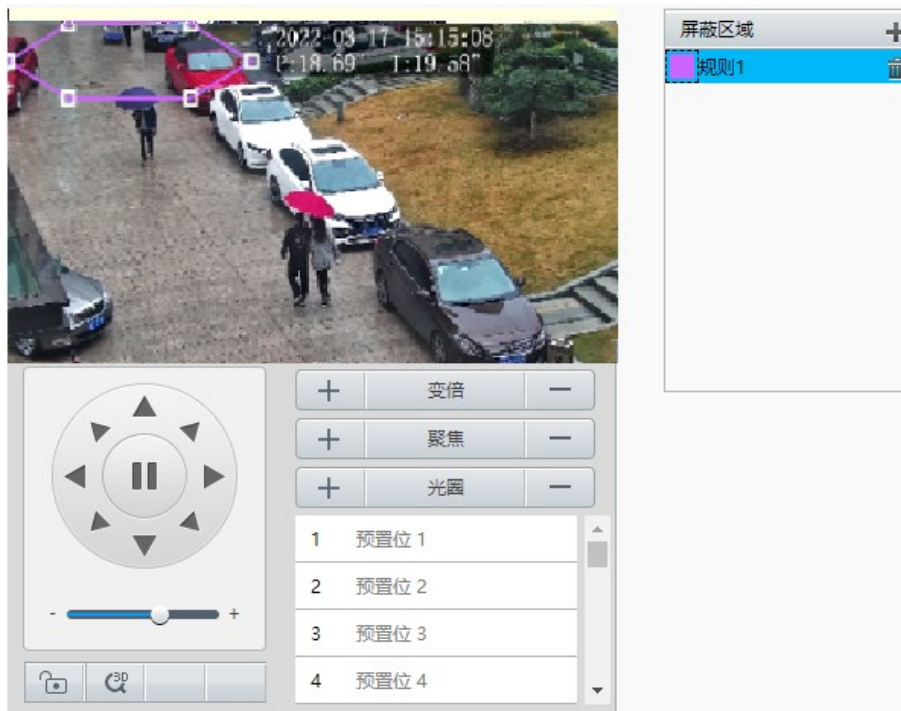 2022-03-17 15:15:08
P:18.69° T:19.58°
屏蔽区域
规则1
变倍
聚焦
光圈
1 预置位 1
2 预置位 2
3 预置位 3
4 预置位 4
- +
3D